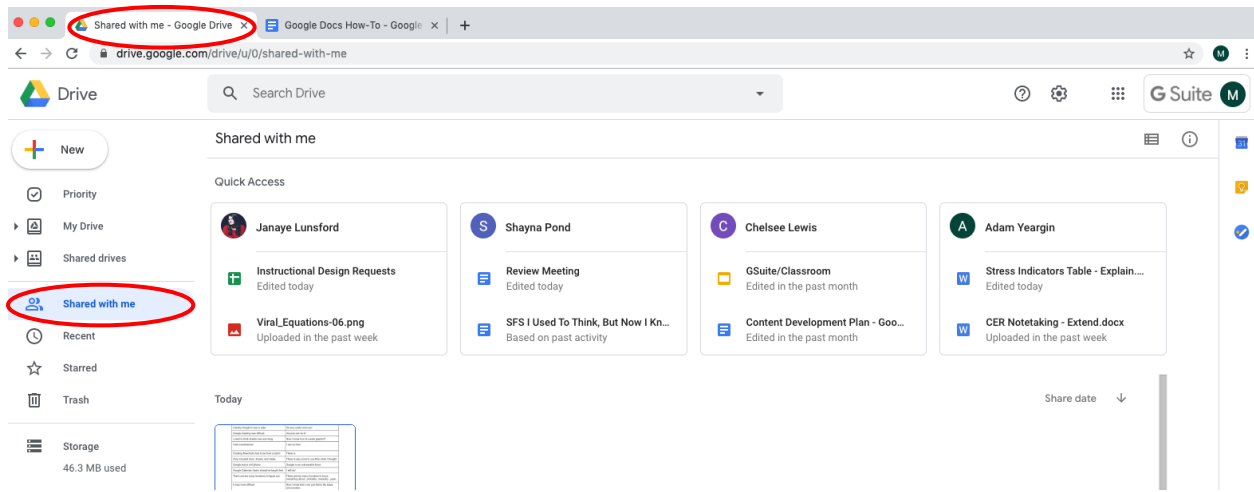 Shared with me - Google Drive
Google Docs How-To - Google
drive.google.com/drive/u/0/shared-with-me
M
Drive
Search Drive
G Suite
M
New
Shared with me
31
Quick Access
Priority
My Drive
Shared drives
Shared with me
Recent
Starred
Trash
Storage
46.3 MB used
Janaye Lunsford
Instructional Design Requests
Edited today
Viral_Equations-06.png
Uploaded in the past week
S
Shayna Pond
Review Meeting
Edited today
SFS I Used To Think, But Now I Kn...
Based on past activity
C
Chelsee Lewis
GSuite/Classroom
Edited in the past month
Content Development Plan - Goo...
Edited in the past month
A
Adam Yeargin
W
Stress Indicators Table - Explain....
Edited today
W
CER Notetaking - Extend.docx
Uploaded in the past week
Today
Share date